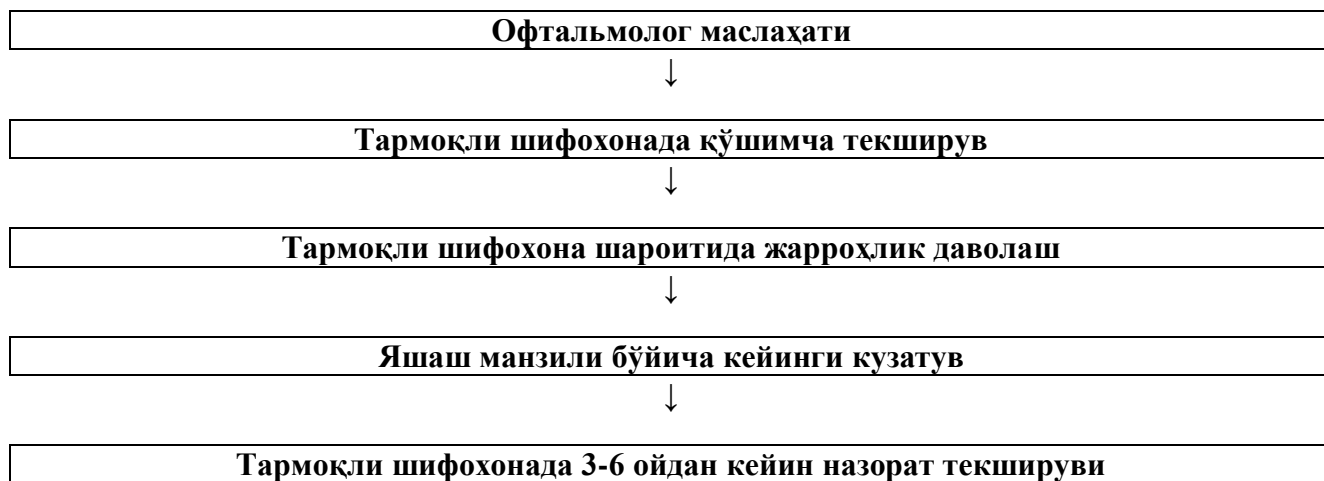 Офтальмолог маслаҳати
↓
Тармоқли шифохонада қўшимча текширув
↓
Тармоқли шифохона шароитида жарроҳлик даволаш
↓
Яшаш манзили бўйича кейинги кузатув
↓
Тармоқли шифохонада 3-6 ойдан кейин назорат текшируви